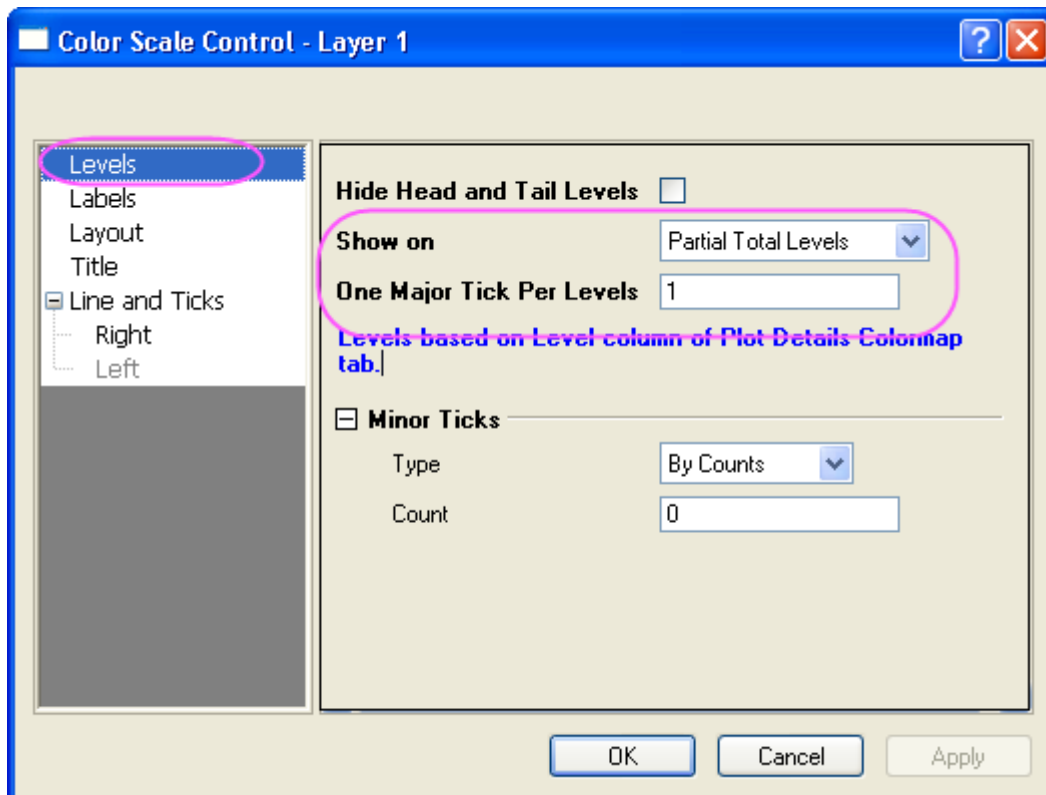 Color Scale Control - Layer 1
Levels
Labels
Layout
Title
Line and Ticks
Right
Left
Hide Head and Tail Levels
Show on Partial Total Levels
One Major Tick Per Levels 1
Levels based on Level column of Plot Details Colormap
tab.
Minor Ticks
Type By Counts
Count 0
OK Cancel Apply